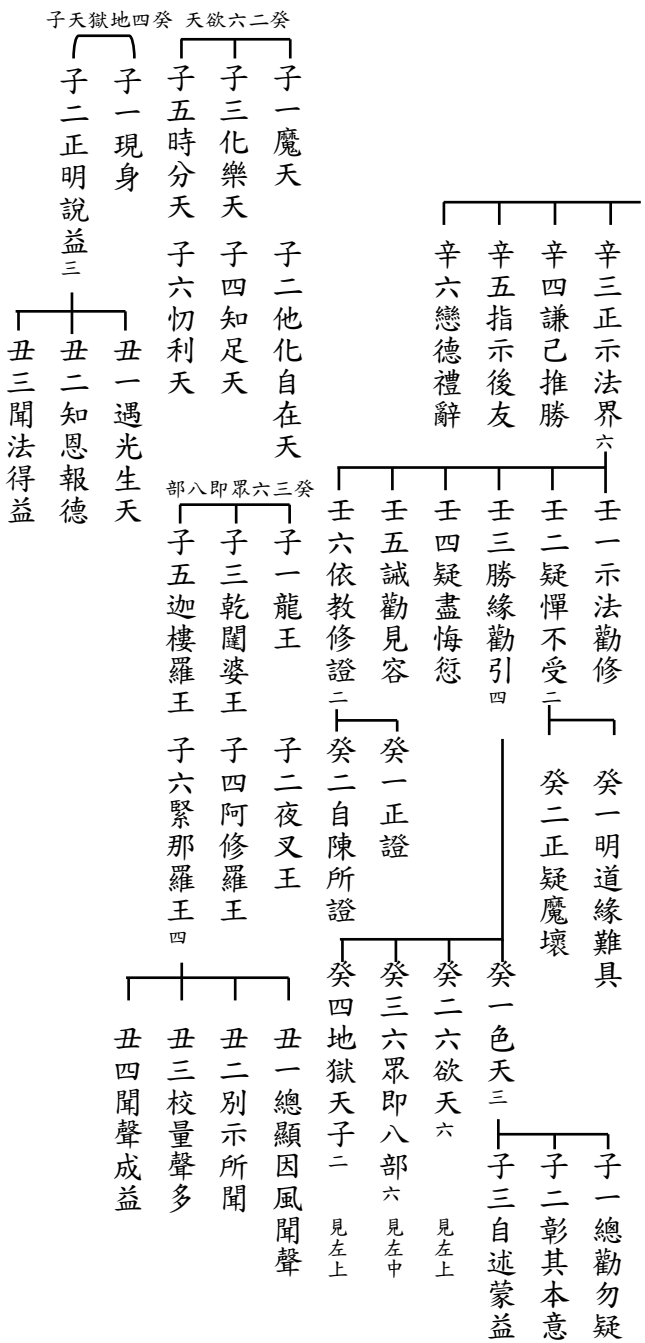 辛三正示法界六
辛四謙己推勝
辛五指示後友
辛六戀德禮辭
壬一示法勸修
壬二疑憚不受二
壬三勝緣勸引四
壬四疑盡悔愆
壬五誡勸見容
壬六依教修證二
癸一明道緣難具
癸二正疑魔壞
癸一正證
癸二自陳所證
癸一色天三
癸二六欲天六 見左上
癸三六眾即八部六 見左中
癸四地獄天子二 見左上
子一總勸勿疑
子二彰其本意
子三自述蒙益
癸二六欲天
子一魔天 子二他化自在天
子三化樂天 子四知足天
子五時分天 子六忉利天
癸三六眾即八部
子一龍王 子二夜叉王
子三乾闥婆王 子四阿修羅王
子五迦樓羅王 子六緊那羅王四
丑一總顯因風聞聲
丑二別示所聞
丑三校量聲多
丑四聞聲成益
癸四地獄天子
子一現身
子二正明說益三
丑一遇光生天
丑二知恩報德
丑三聞法得益